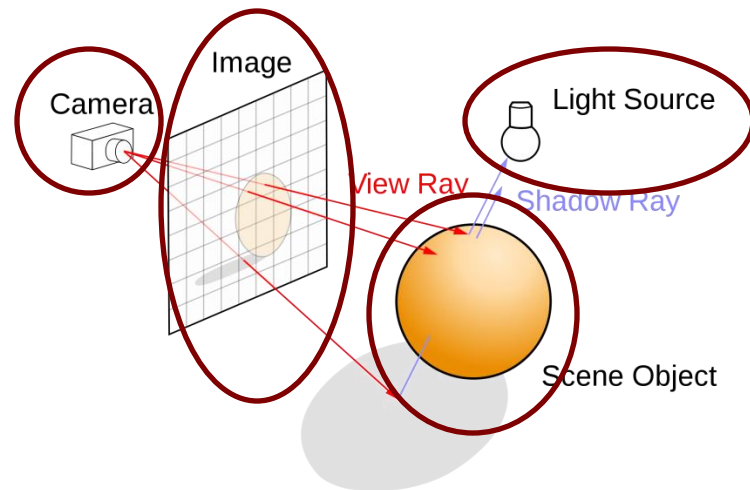 Image
Camera
Light Source
View Ray
Shadow Ray
Scene Object